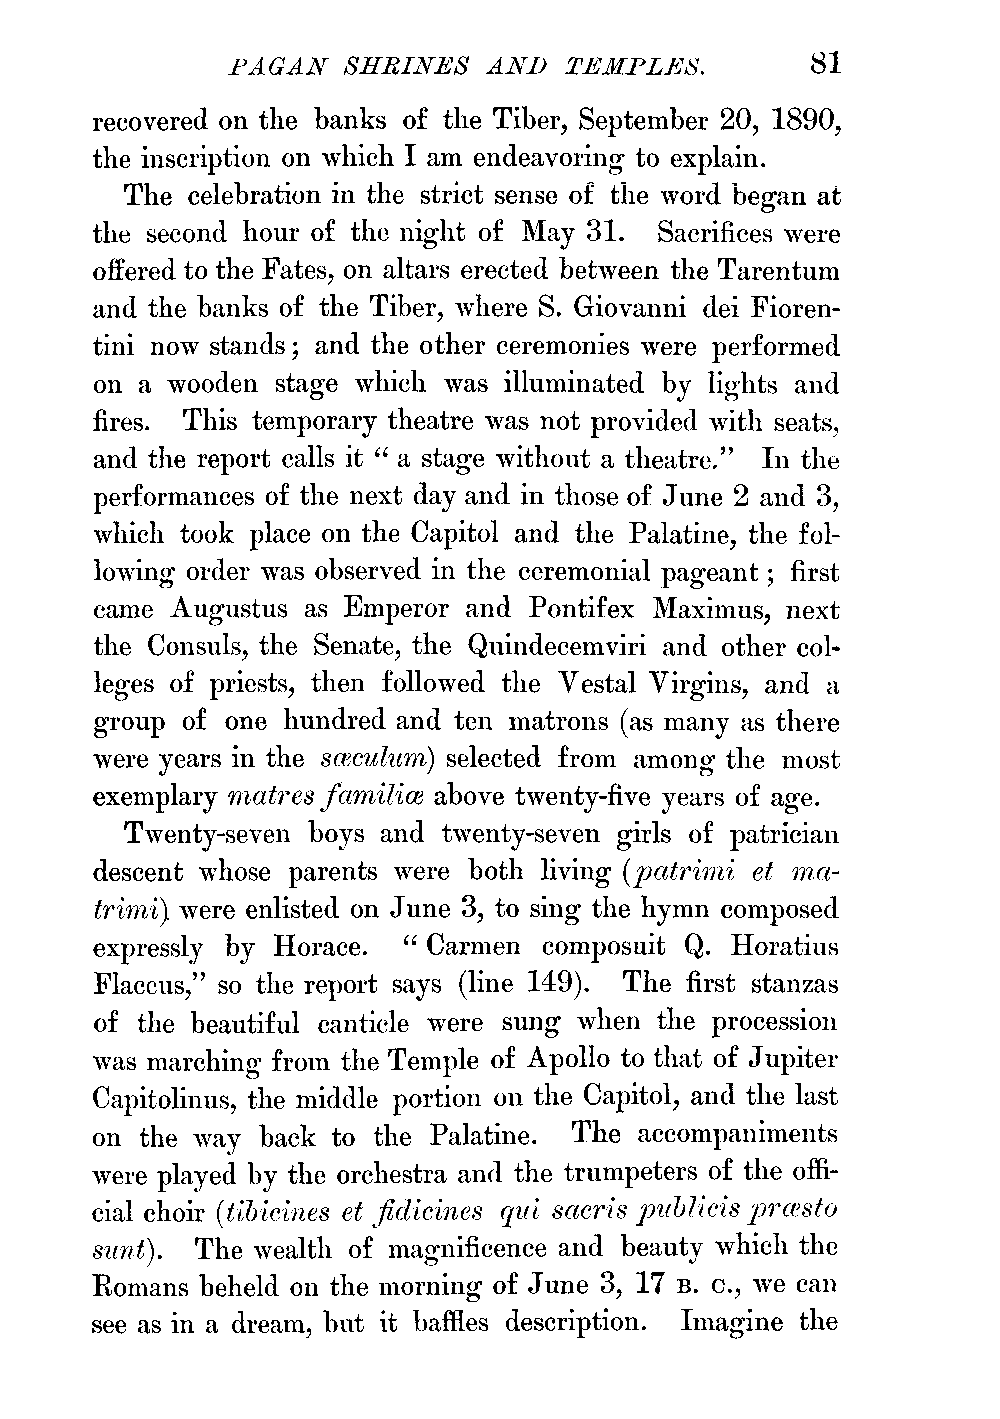 PAGAN SHRINES AND TEMPLES. 81
recovered on the banks of the Tiber, September 20, 1890,
the inscription on which I am endeavoring to explain.
The celebration in the strict sense of the word began at
the second hour of the night of May 31. Sacrifices were
offered to the Fates, on altars erected between the Tarentum
and the banks of the Tiber, where S. Giovanni dei Fioren-
tini now stands; and the other ceremonies were performed
on a wooden stage which was illuminated by lights and
fires. This temporary theatre was not provided with seats,
and the report calls it " a stage without a theatre." In the
performances of the next day and in those of June 2 and 3,
which took place on the Capitol and the Palatine, the fol-
lowing order was observed in the ceremonial pageant; first
came Augustus as Emperor and Pontifex Maximus, next
the Consuls, the Senate, the Quindecemviri and other col-
leges of priests, then followed the Vestal Virgins, and a
group of one hundred and ten matrons (as many as there
were years in the sæculum) selected from among the most
exemplary matres familiæ above twenty-five years of age.
Twenty-seven boys and twenty-seven girls of patrician
descent whose parents were both living (patrimi et ma-
trimi) were enlisted on June 3, to sing the hymn composed
expressly by Horace. " Carmen composuit Q. Horatius
Flaccus," so the report says (line 149). The first stanzas
of the beautiful canticle were sung when the procession
was marching from the Temple of Apollo to that of Jupiter
Capitolinus, the middle portion on the Capitol, and the last
on the way back to the Palatine. The accompaniments
were played by the orchestra and the trumpeters of the offi-
cial choir (tibicines et fidicines qui sacris publicis præsto
sunt). The wealth of magnificence and beauty which the
Romans beheld on the morning of June 3, 17 B. C., we can
see as in a dream, but it baffles description. Imagine the